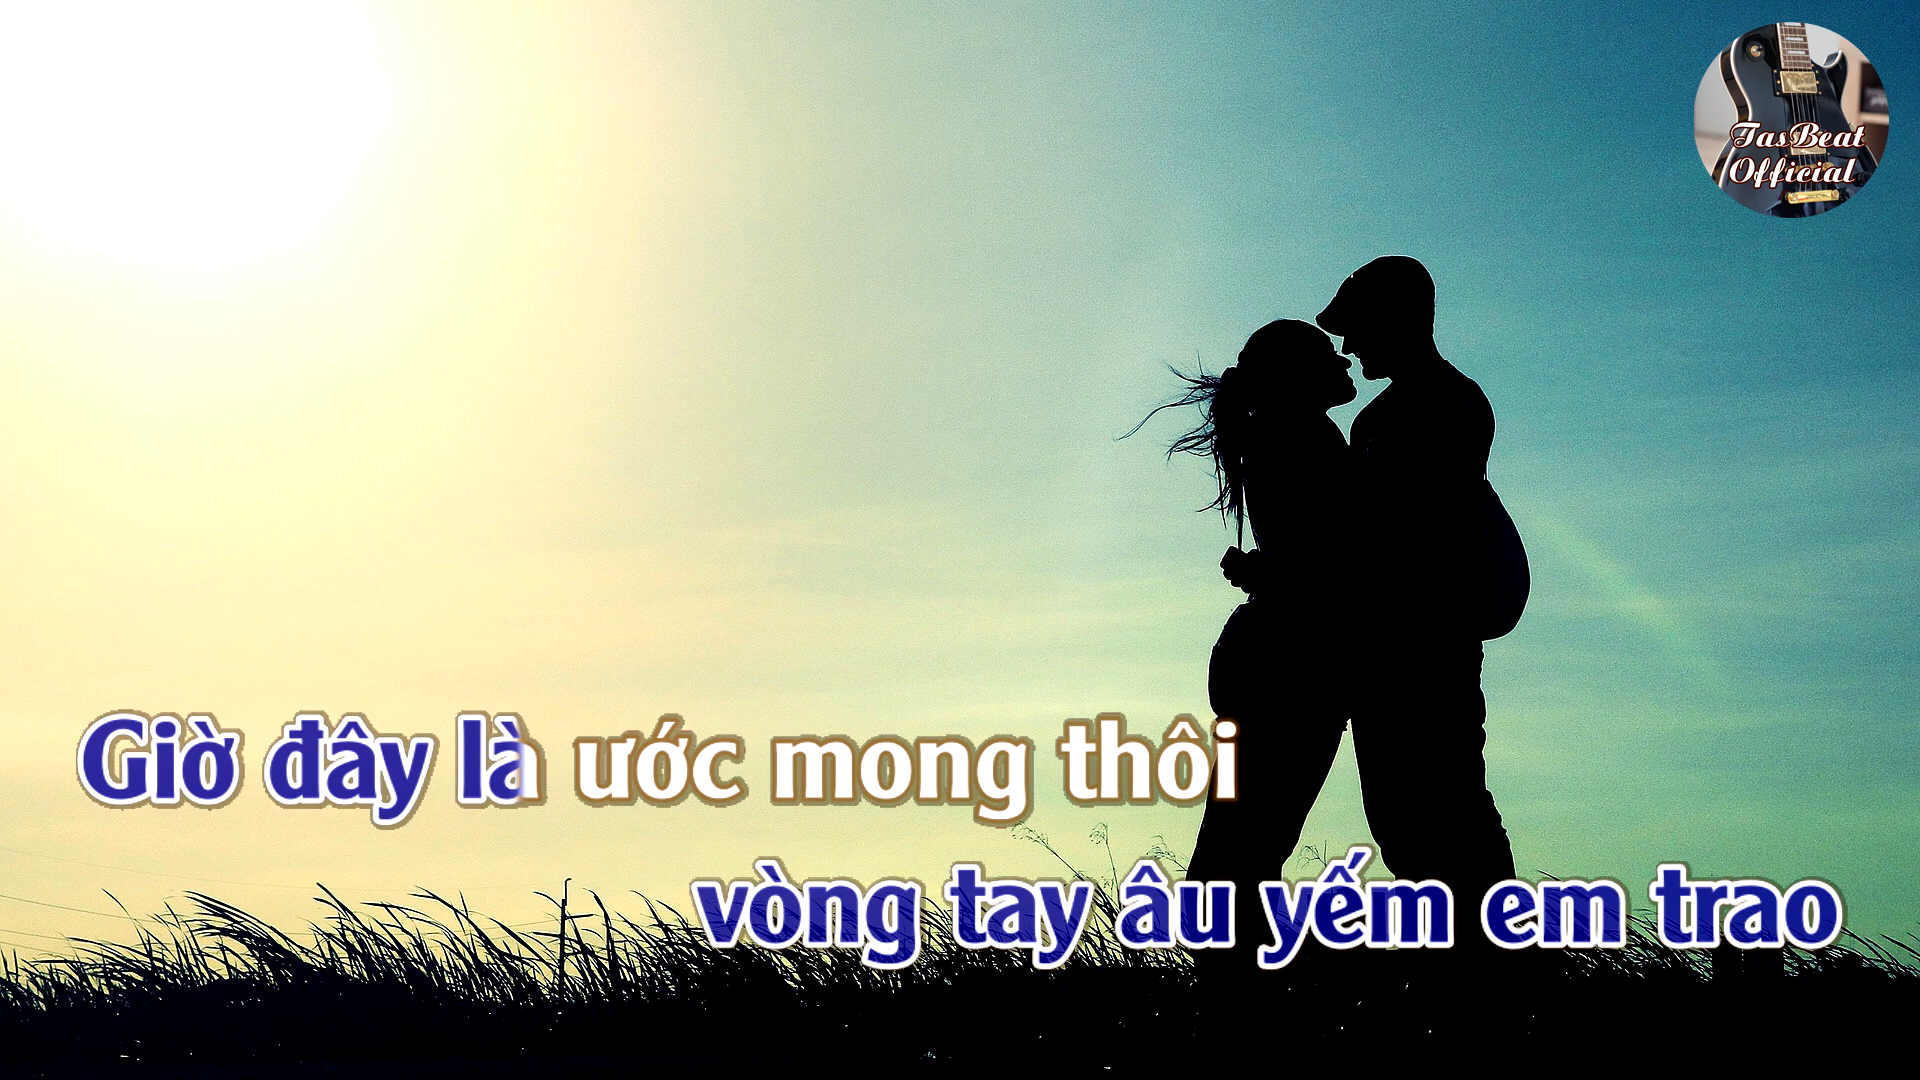 TasBeat
Official
Giờ đây là ước mong thôi
vòng tay âu yếm em trao